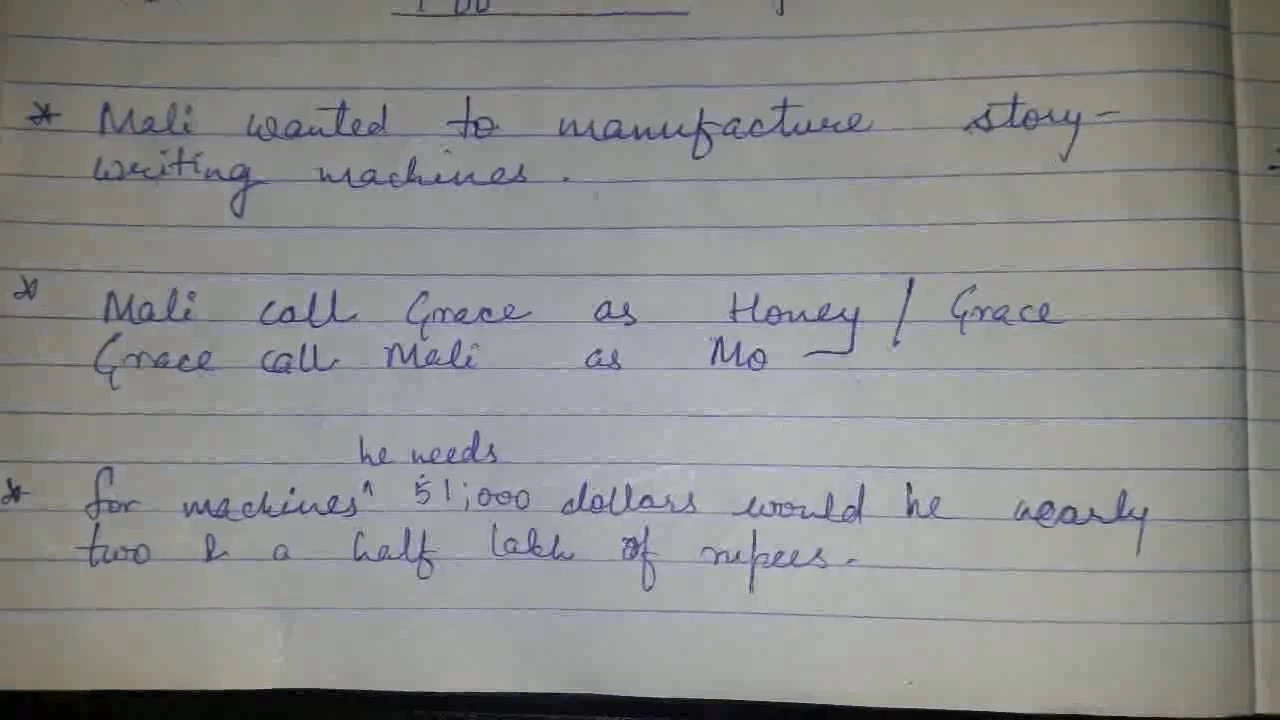 * Mali wanted to manufacture story-
writing machines.
* Mali call Grace as Honey / Grace
Grace call Mali as Mo
he needs
* for machines ^ 51,000 dollars would be nearly
two & a half lakh of rupees.